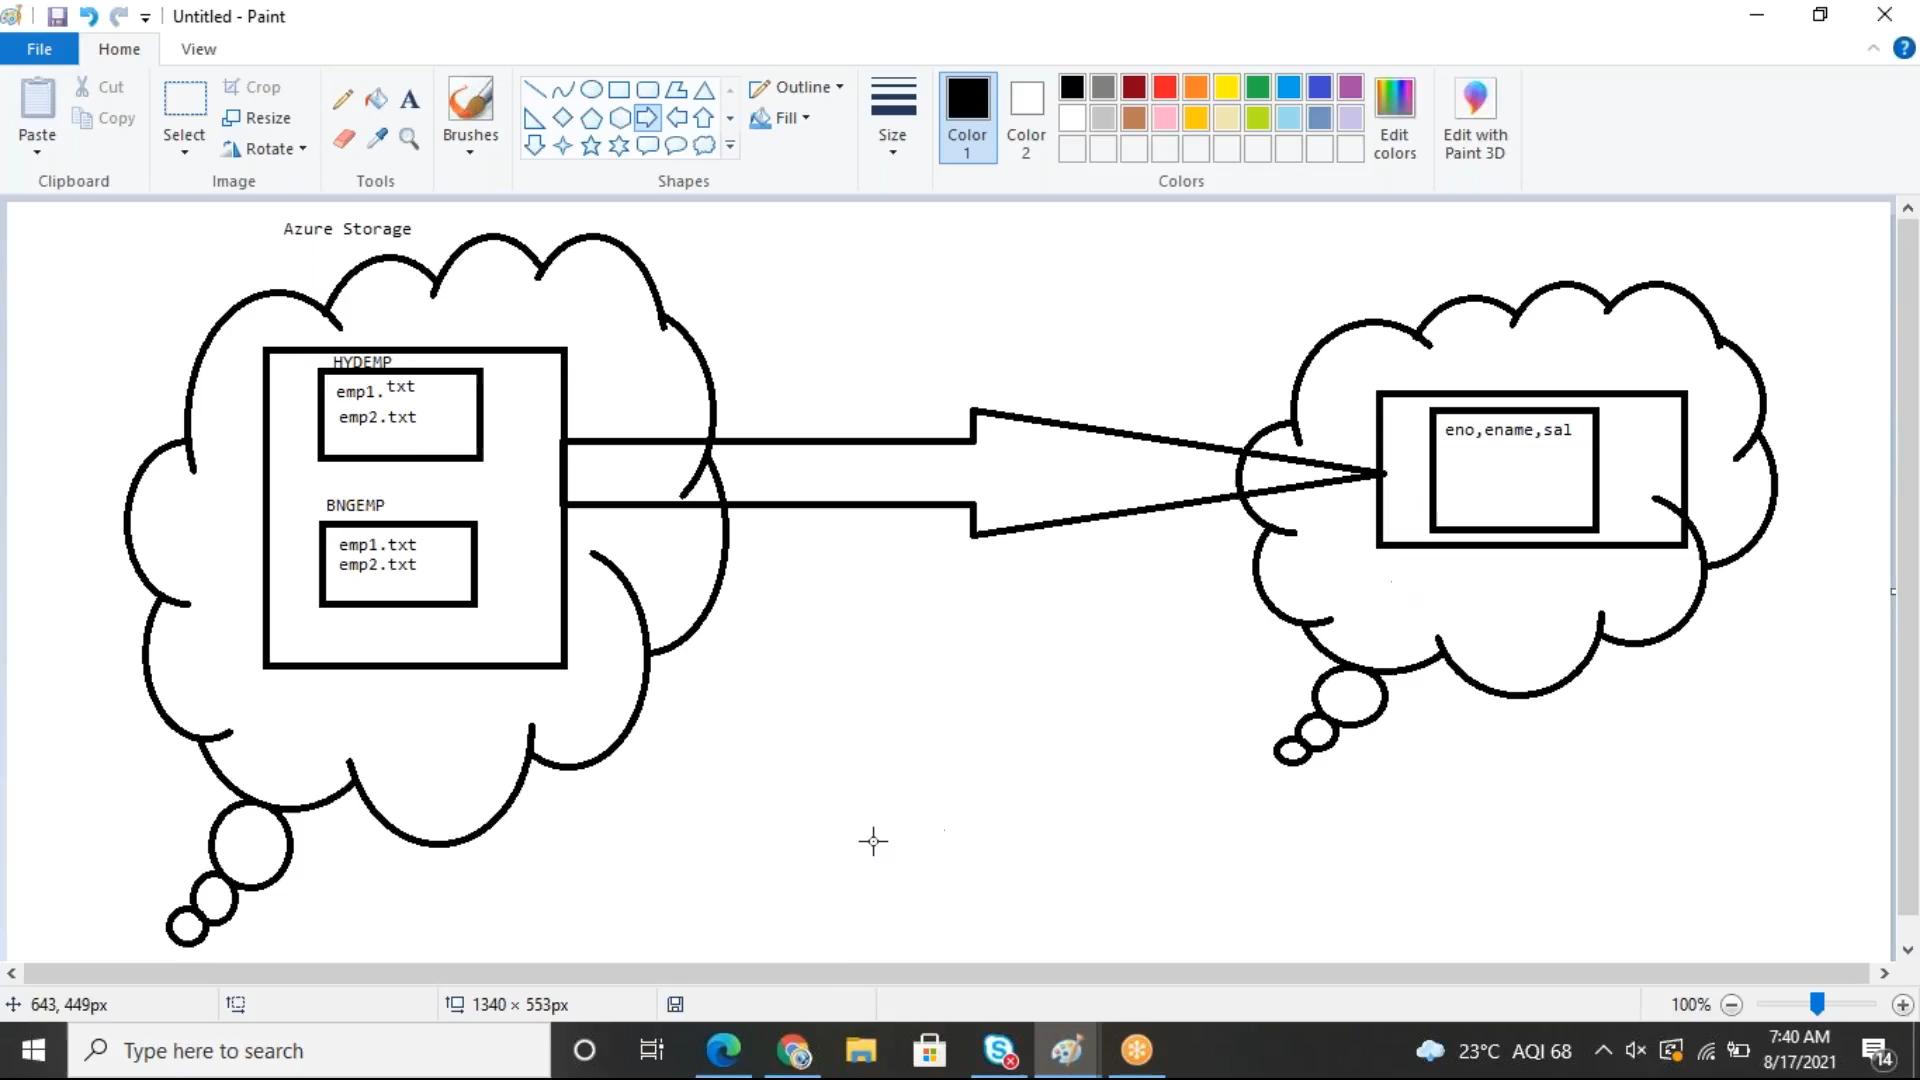 Untitled - Paint
File
Home
View
Paste
Cut
Copy
Clipboard
Select
Crop
Resize
Rotate
Image
A
Tools
Brushes
Outline
Fill
Shapes
Size
Color
1
Color
2
Edit
colors
Edit with
Paint 3D
Colors
Azure Storage
HYDEMP
emp1.txt
emp2.txt
BNGEMP
emp1.txt
emp2.txt
eno,ename,sal
643, 449px
1340 × 553px
100%
Type here to search
23°C AQI 68
7:40 AM
8/17/2021
14